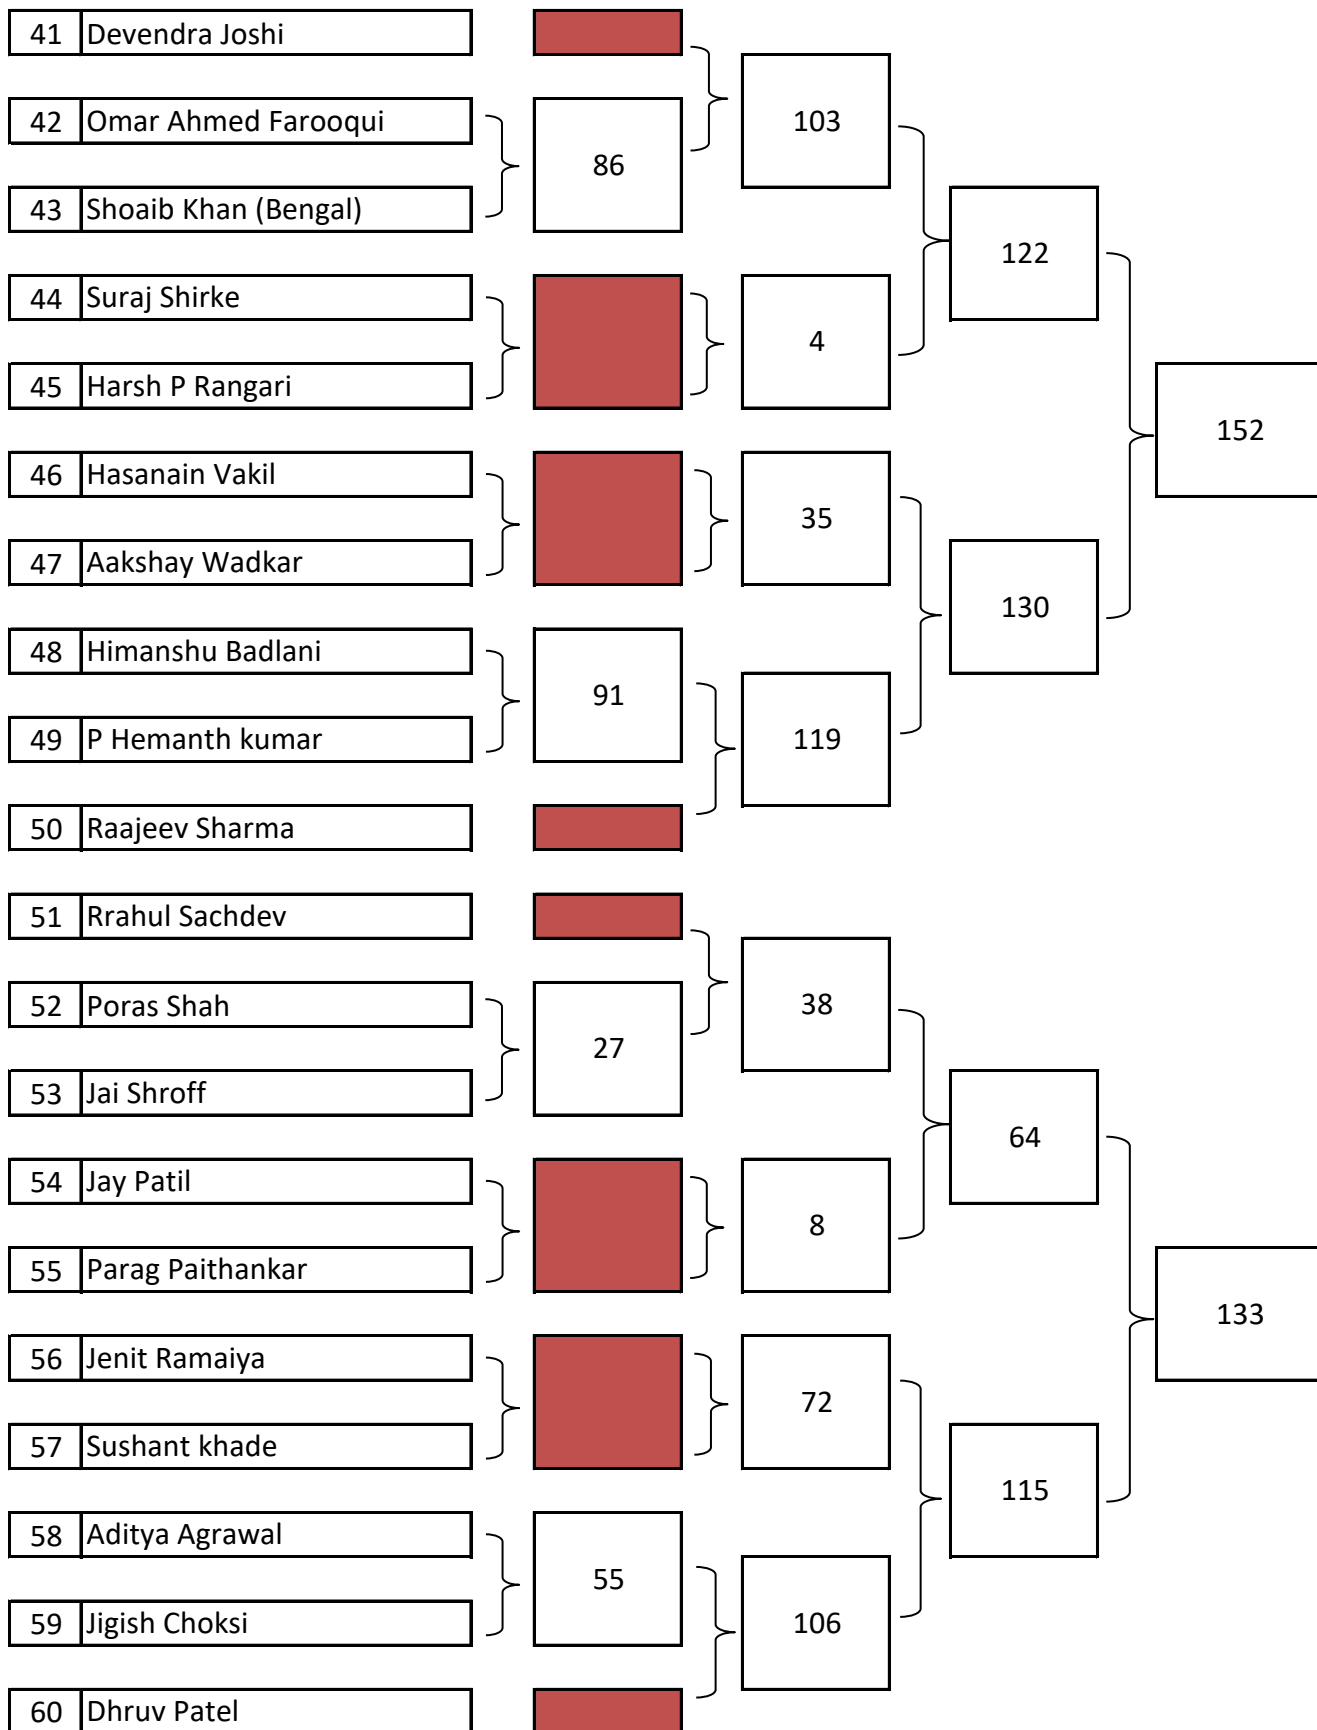 41 Devendra Joshi
103
42 Omar Ahmed Farooqui
86
43 Shoaib Khan (Bengal)
122
44 Suraj Shirke
4
45 Harsh P Rangari
152
46 Hasanain Vakil
35
47 Aakshay Wadkar
130
48 Himanshu Badlani
91
49 P Hemanth kumar
119
50 Raajeev Sharma
51 Rrahul Sachdev
38
52 Poras Shah
27
53 Jai Shroff
64
54 Jay Patil
8
55 Parag Paithankar
133
56 Jenit Ramaiya
72
57 Sushant khade
115
58 Aditya Agrawal
55
59 Jigish Choksi
106
60 Dhruv Patel